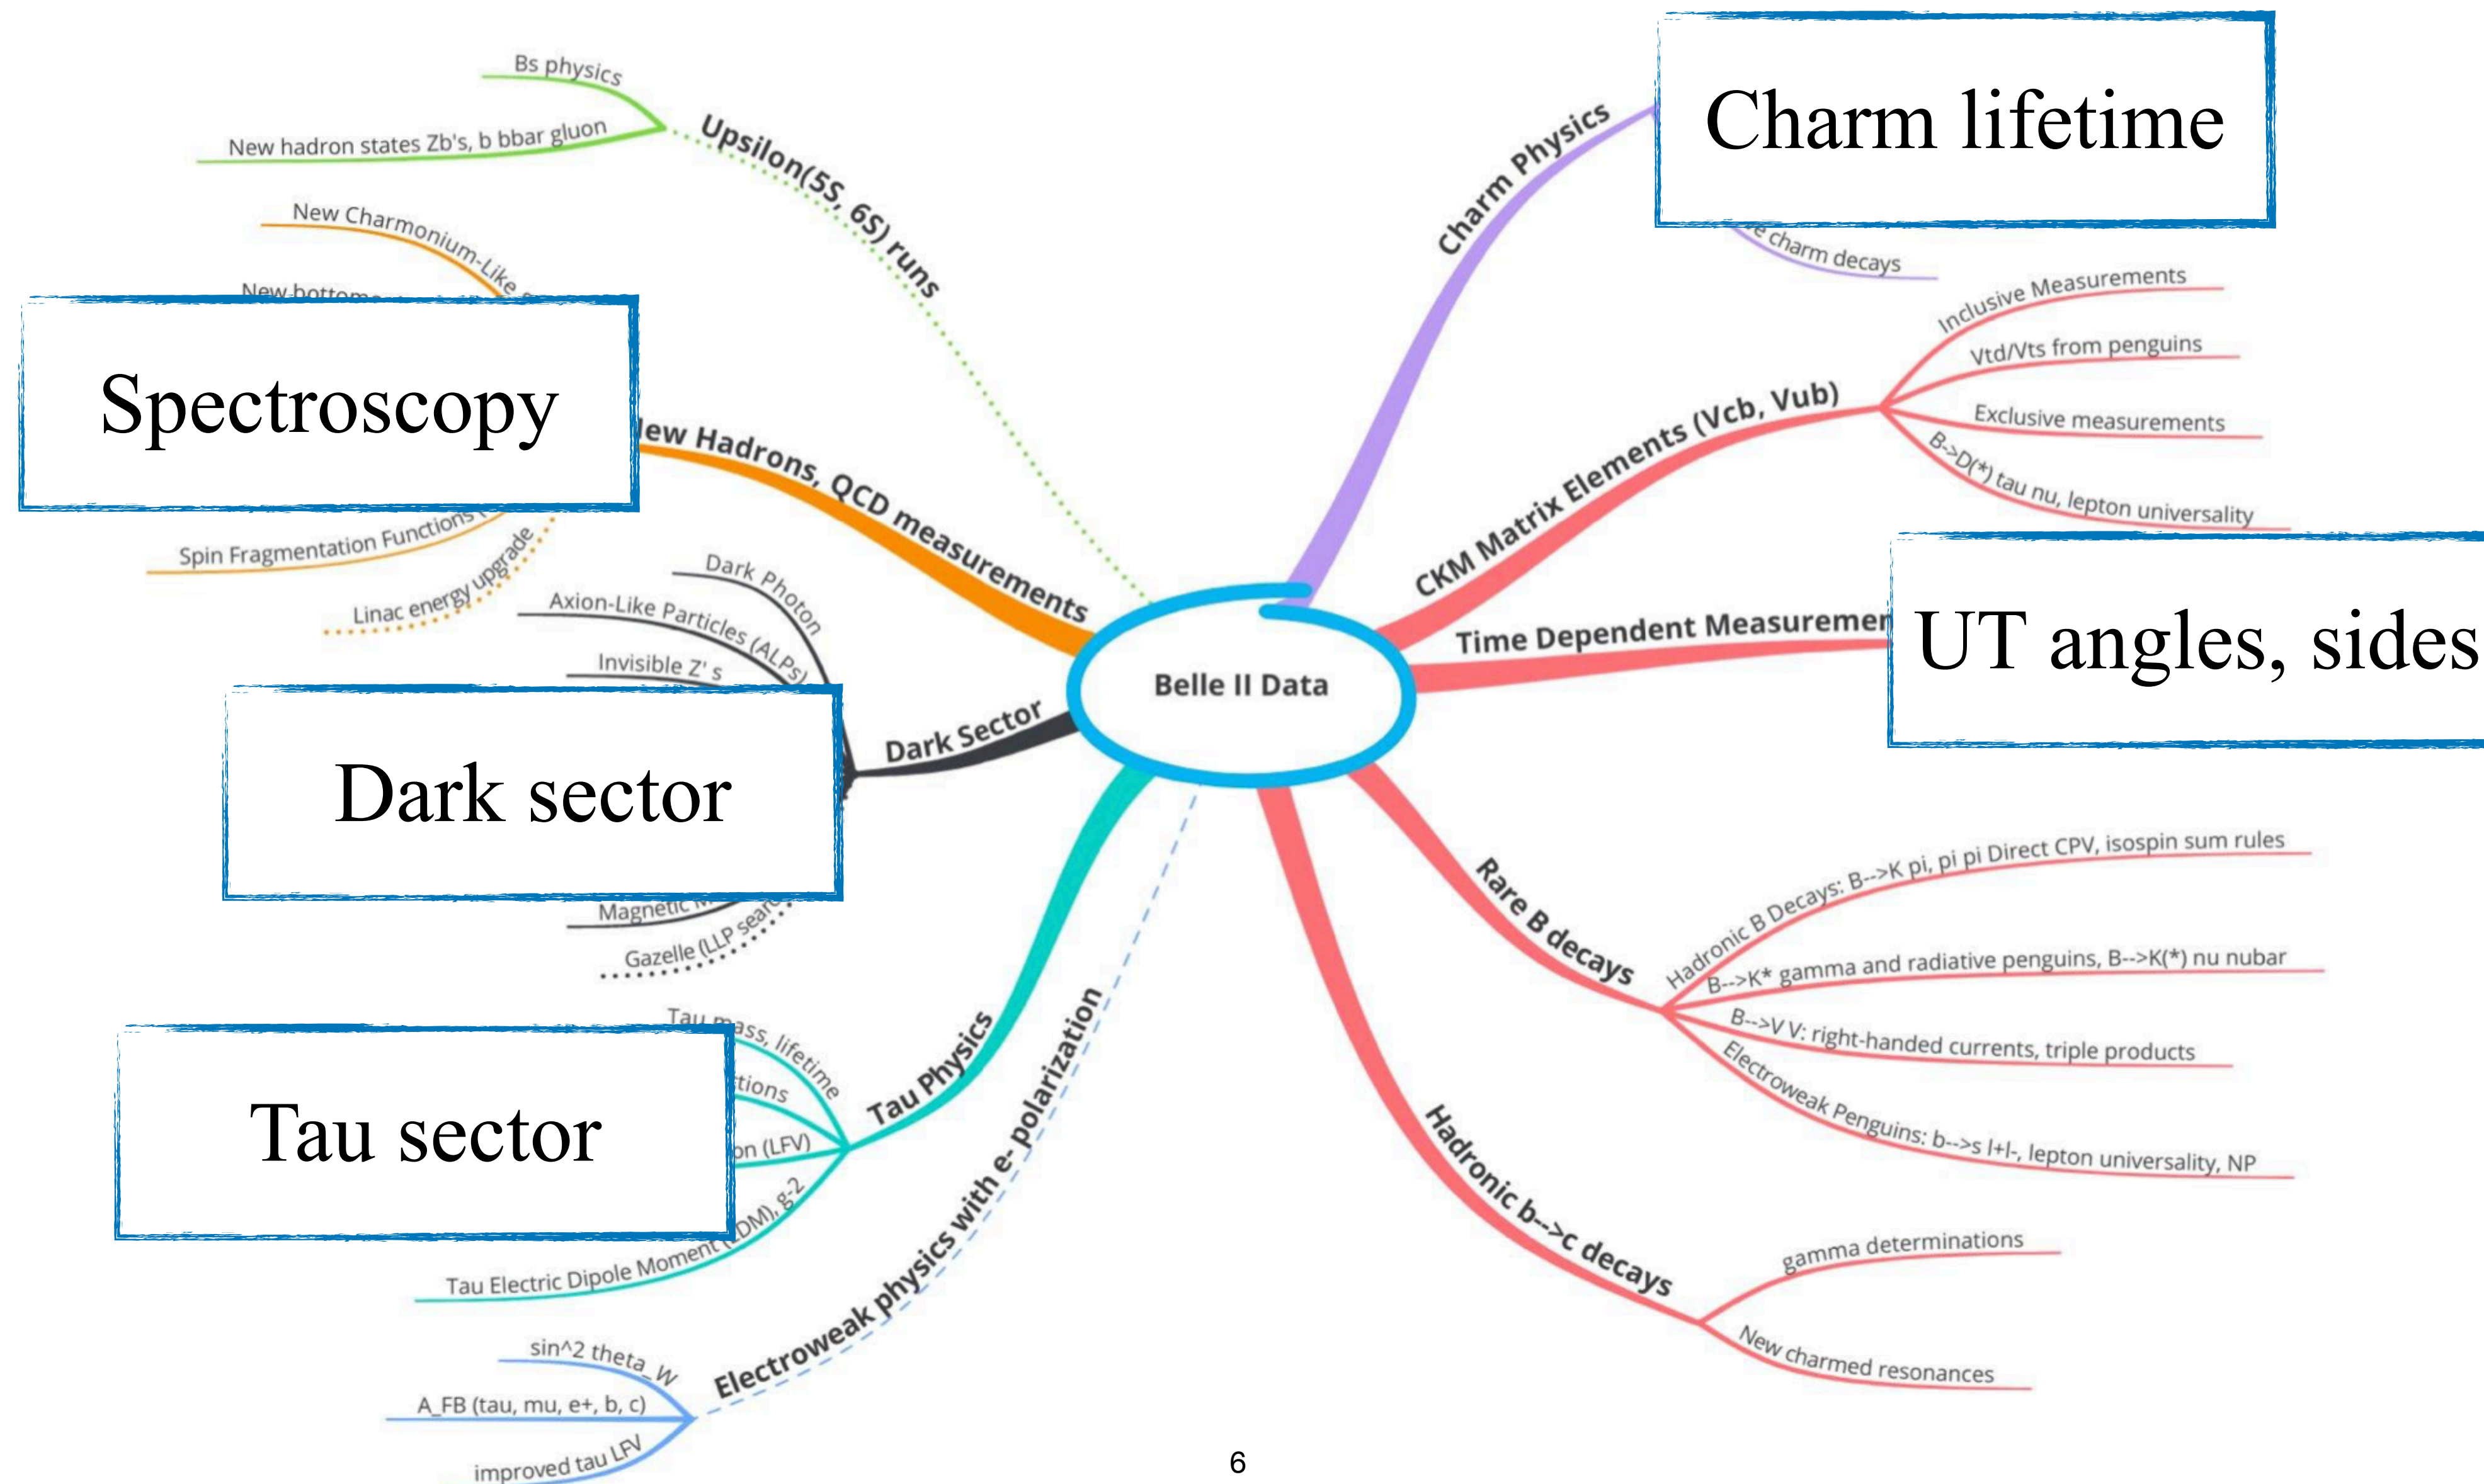 Bs physics
New hadron states Zb's, b bbar gluon
Upsilon(5S, 6S) runs
New Charmonium-Like
New
Spectroscopy
Hadrons, QCD measurements
Spin Fragmentation Functions
Linac energy upgrade
Dark Photon
Axion-Like Particles (ALPs)
Invisible Z' s
Dark Sector
Dark sector
Magnetic
Gazelle (LLP
Tau mass, lifetime
(LFV)
Tau sector
Tau Electric Dipole Moment g-2
Tau Physics
Electroweak physics with e- polarization
sin^2 theta_W
A_FB (tau, mu, e+, b, c)
improved tau LFV
Belle II Data
Charm Physics
Charm lifetime
charm decays
CKM Matrix Elements (Vcb, Vub)
Inclusive Measurements
Vtd/Vts from penguins
Exclusive measurements
B->D(*) tau nu, lepton universality
Time Dependent
UT angles, sides
Rare B decays
Hadronic B Decays: B-->K pi, pi pi Direct CPV, isospin sum rules
B-->K* gamma and radiative penguins, B-->K(*) nu nubar
B-->V V: right-handed currents, triple products
Electroweak Penguins: b-->s l+l-, lepton universality, NP
Hadronic b-->c decays
gamma determinations
New charmed resonances
6